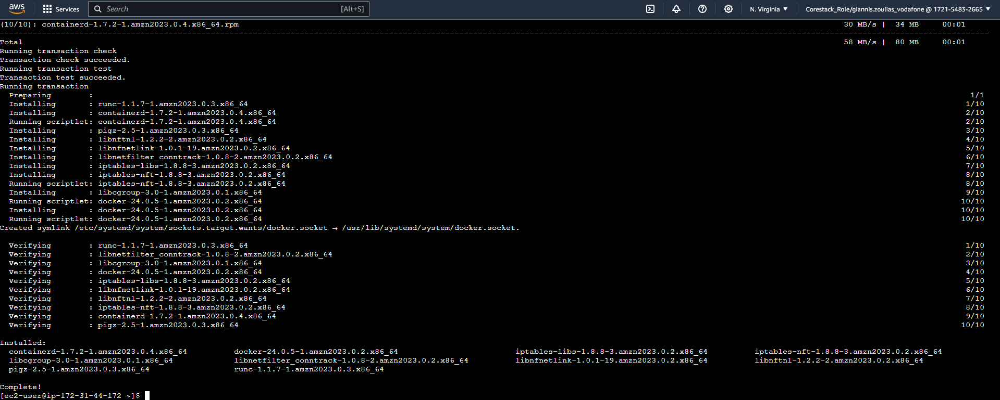 aws Services Search [Alt+S] N. Virginia ▼ Corestack_Role/giannis.zoulias_vodafone @ 1721-5483-2665 ▼
(10/10): containerd-1.7.2-1.amzn2023.0.4.x86_64.rpm 30 MB/s | 34 MB 00:01
--------------------------------------------------------------------------------
Total 58 MB/s | 80 MB 00:01
Running transaction check
Transaction check succeeded.
Running transaction test
Transaction test succeeded.
Running transaction
Preparing : 1/1
Installing : runc-1.1.7-1.amzn2023.0.3.x86_64 1/10
Installing : containerd-1.7.2-1.amzn2023.0.4.x86_64 2/10
Running scriptlet: containerd-1.7.2-1.amzn2023.0.4.x86_64 2/10
Installing : pigz-2.5-1.amzn2023.0.3.x86_64 3/10
Installing : libnftnl-1.2.2-2.amzn2023.0.2.x86_64 4/10
Installing : libnfnetlink-1.0.1-19.amzn2023.0.2.x86_64 5/10
Installing : libnetfilter_conntrack-1.0.8-2.amzn2023.0.2.x86_64 6/10
Installing : iptables-libs-1.8.8-3.amzn2023.0.2.x86_64 7/10
Installing : iptables-nft-1.8.8-3.amzn2023.0.2.x86_64 8/10
Running scriptlet: iptables-nft-1.8.8-3.amzn2023.0.2.x86_64 8/10
Installing : libcgroup-3.0-1.amzn2023.0.1.x86_64 9/10
Running scriptlet: docker-24.0.5-1.amzn2023.0.2.x86_64 10/10
Installing : docker-24.0.5-1.amzn2023.0.2.x86_64 10/10
Running scriptlet: docker-24.0.5-1.amzn2023.0.2.x86_64 10/10
Created symlink /etc/systemd/system/sockets.target.wants/docker.socket → /usr/lib/systemd/system/docker.socket.
Verifying : runc-1.1.7-1.amzn2023.0.3.x86_64 1/10
Verifying : libnetfilter_conntrack-1.0.8-2.amzn2023.0.2.x86_64 2/10
Verifying : libcgroup-3.0-1.amzn2023.0.1.x86_64 3/10
Verifying : docker-24.0.5-1.amzn2023.0.2.x86_64 4/10
Verifying : iptables-libs-1.8.8-3.amzn2023.0.2.x86_64 5/10
Verifying : libnfnetlink-1.0.1-19.amzn2023.0.2.x86_64 6/10
Verifying : libnftnl-1.2.2-2.amzn2023.0.2.x86_64 7/10
Verifying : iptables-nft-1.8.8-3.amzn2023.0.2.x86_64 8/10
Verifying : containerd-1.7.2-1.amzn2023.0.4.x86_64 9/10
Verifying : pigz-2.5-1.amzn2023.0.3.x86_64 10/10
Installed:
containerd-1.7.2-1.amzn2023.0.4.x86_64 docker-24.0.5-1.amzn2023.0.2.x86_64 iptables-libs-1.8.8-3.amzn2023.0.2.x86_64 iptables-nft-1.8.8-3.amzn2023.0.2.x86_64
libcgroup-3.0-1.amzn2023.0.1.x86_64 libnetfilter_conntrack-1.0.8-2.amzn2023.0.2.x86_64 libnfnetlink-1.0.1-19.amzn2023.0.2.x86_64 libnftnl-1.2.2-2.amzn2023.0.2.x86_64
pigz-2.5-1.amzn2023.0.3.x86_64 runc-1.1.7-1.amzn2023.0.3.x86_64
Complete!
[ec2-user@ip-172-31-44-172 ~]$